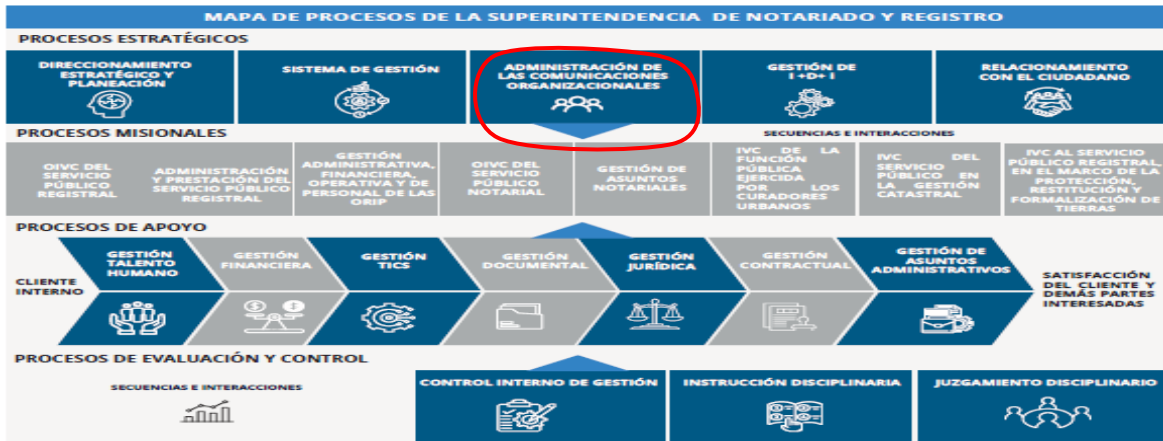 MAPA DE PROCESOS DE LA SUPERINTENDENCIA DE NOTARIADO Y REGISTRO
PROCESOS ESTRATÉGICOS
DIRECCIONAMIENTO
ESTRATÉGICO Y
PLANEACIÓN
SISTEMA DE GESTIÓN
ADMINISTRACIÓN DE
LAS COMUNICACIONES
ORGANIZACIONALES
GESTIÓN DE
I +D+ I
RELACIONAMIENTO
CON EL CIUDADANO
PROCESOS MISIONALES
SECUENCIAS E INTERACCIONES
OIVC DEL
SERVICIO
PÚBLICO
REGISTRAL
ADMINISTRACIÓN
Y PRESTACIÓN DEL
SERVICIO PÚBLICO
REGISTRAL
GESTIÓN
ADMINISTRATIVA,
FINANCIERA,
OPERATIVA Y DE
PERSONAL DE LAS
ORIP
OIVC DEL
SERVICIO
PÚBLICO
NOTARIAL
GESTIÓN DE
ASUNTOS
NOTARIALES
IVC DE LA
FUNCIÓN
PÚBLICA
EJERCIDA
POR LOS
CURADORES
URBANOS
IVC DEL
SERVICIO
PÚBLICO EN
LA GESTIÓN
CATASTRAL
IVC AL SERVICIO
PÚBLICO REGISTRAL,
EN EL MARCO DE LA
PROTECCIÓN,
RESTITUCIÓN Y
FORMALIZACIÓN DE
TIERRAS
PROCESOS DE APOYO
CLIENTE
INTERNO
GESTIÓN
TALENTO
HUMANO
GESTIÓN
FINANCIERA
GESTIÓN
TICS
GESTIÓN
DOCUMENTAL
GESTIÓN
JURÍDICA
GESTIÓN
CONTRACTUAL
GESTIÓN DE
ASUNTOS
ADMINISTRATIVOS
SATISFACCIÓN
DEL CLIENTE Y
DEMÁS PARTES
INTERESADAS
PROCESOS DE EVALUACIÓN Y CONTROL
SECUENCIAS E INTERACCIONES
CONTROL INTERNO DE GESTIÓN
INSTRUCCIÓN DISCIPLINARIA
JUZGAMIENTO DISCIPLINARIO